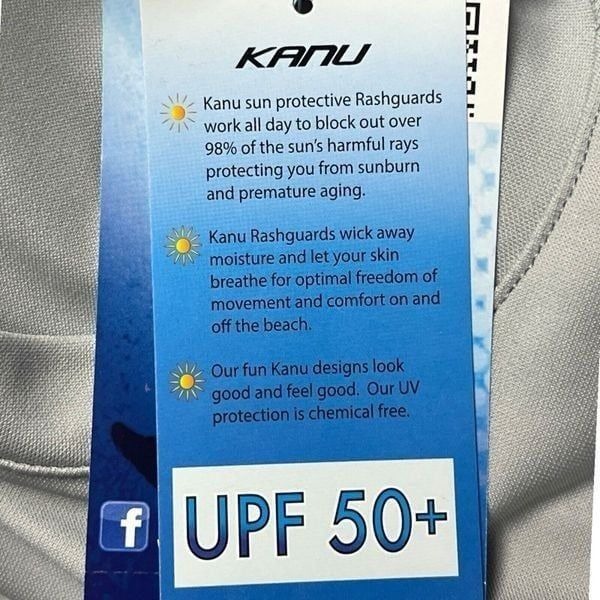 KANU
Kanu sun protective Rashguards
work all day to block out over
98% of the sun's harmful rays
protecting you from sunburn
and premature aging.
Kanu Rashguards wick away
moisture and let your skin
breathe for optimal freedom of
movement and comfort on and
off the beach.
Our fun Kanu designs look
good and feel good. Our UV
protection is chemical free.
f
UPF 50+